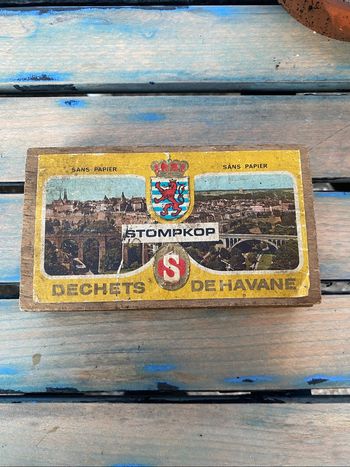 SANS PAPIER SANS PAPIER
STOMPKOP
S
DECHETS DE HAVANE